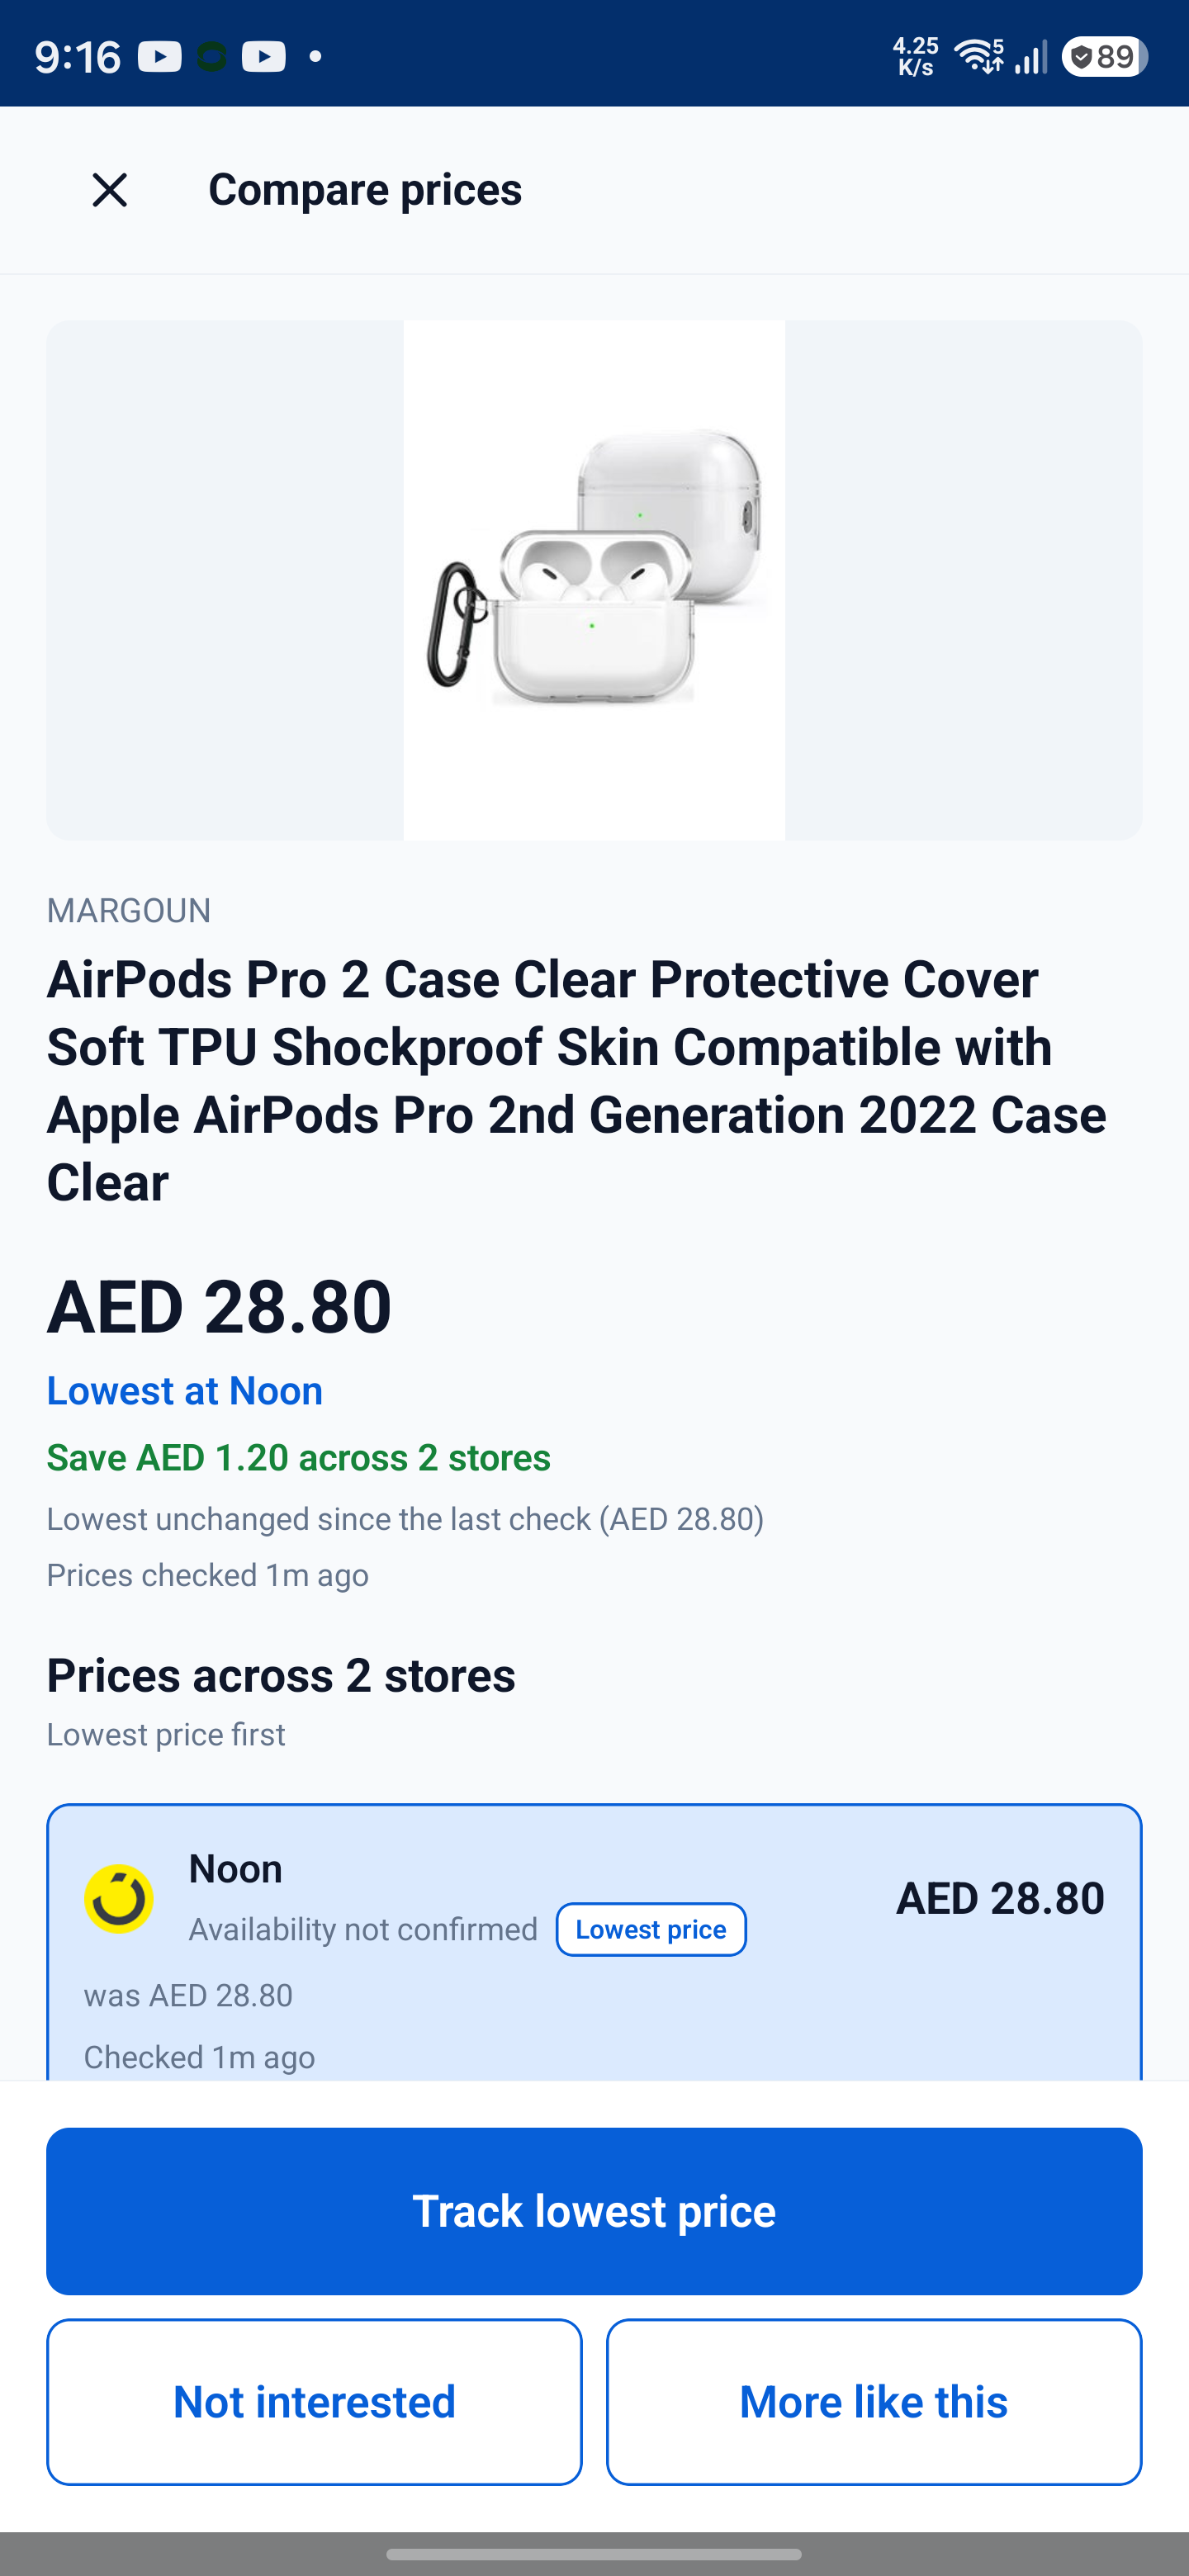 9:16
4.25
K/s
5
89
Compare prices
MARGOUN
AirPods Pro 2 Case Clear Protective Cover
Soft TPU Shockproof Skin Compatible with
Apple AirPods Pro 2nd Generation 2022 Case
Clear
AED 28.80
Lowest at Noon
Save AED 1.20 across 2 stores
Lowest unchanged since the last check (AED 28.80)
Prices checked 1m ago
Prices across 2 stores
Lowest price first
Noon
AED 28.80
Availability not confirmed
Lowest price
was AED 28.80
Checked 1m ago
Track lowest price
Not interested
More like this